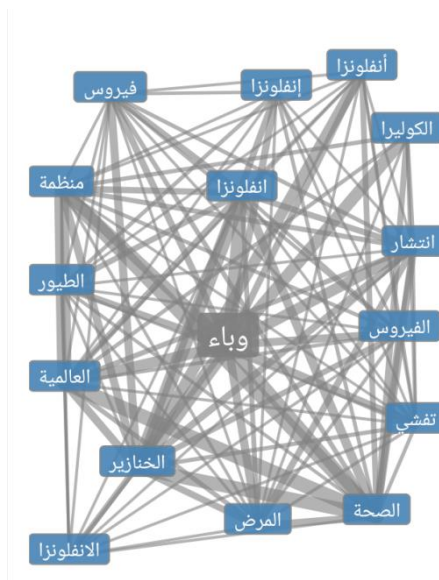 أنفلونزا
إنفلونزا
فيروس
الكوليرا
منظمة
انفلونزا
انتشار
الطيور
الفيروس
وباء
العالمية
تفشي
الخنازير
الصحة
المرض
الانفلونزا